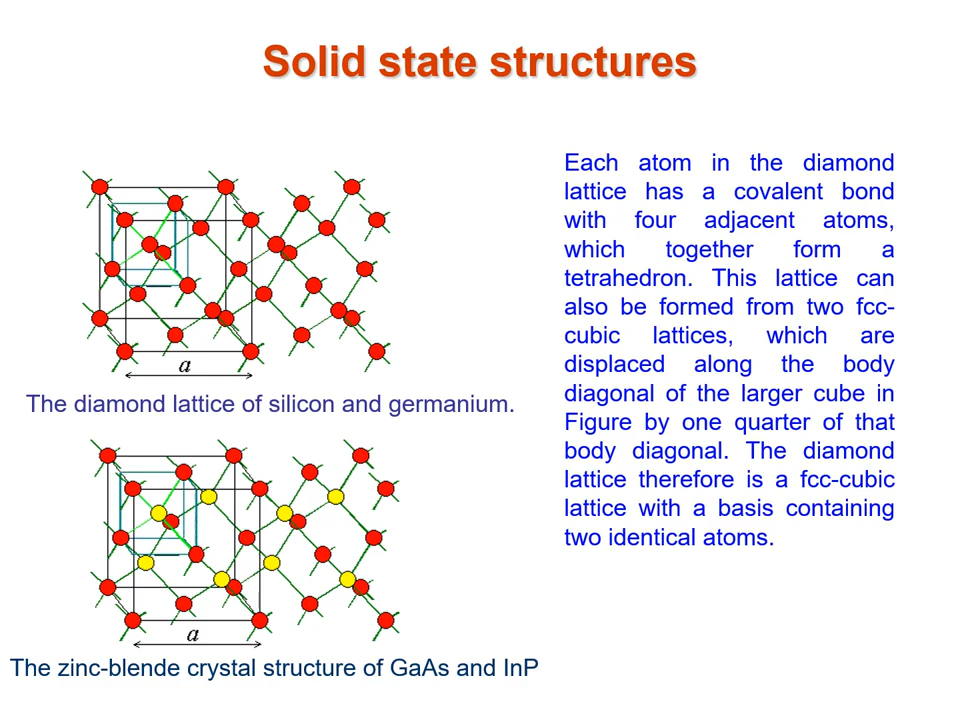 Solid state structures
Each atom in the diamond
lattice has a covalent bond
with four adjacent atoms,
which together form a
tetrahedron. This lattice can
also be formed from two fcc-
cubic lattices, which are
displaced along the body
diagonal of the larger cube in
Figure by one quarter of that
body diagonal. The diamond
lattice therefore is a fcc-cubic
lattice with a basis containing
two identical atoms.
a
The diamond lattice of silicon and germanium.
a
The zinc-blende crystal structure of GaAs and InP